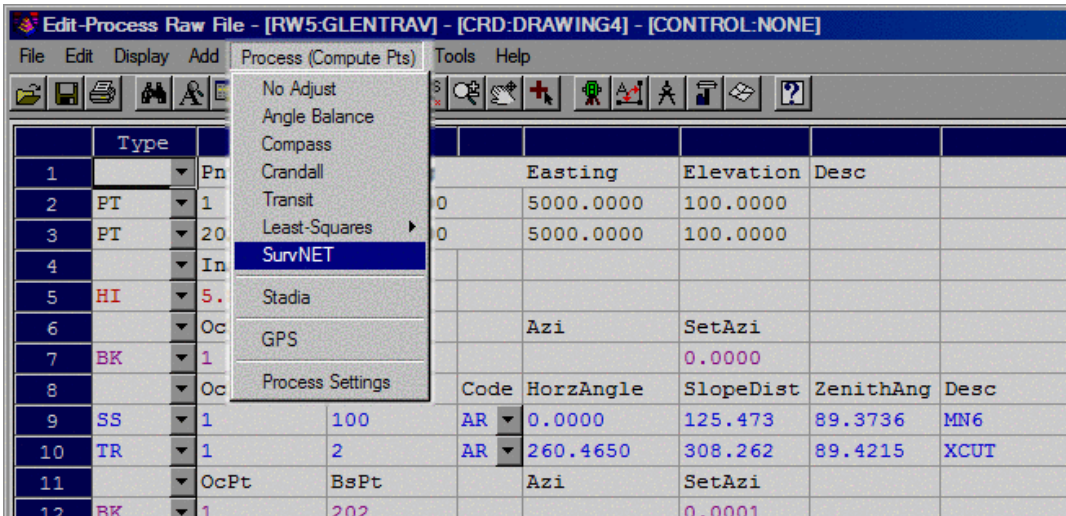 Edit-Process Raw File - [RW5:GLENTRAV] - [CRD:DRAWING4] - [CONTROL:NONE]
File Edit Display Add Process (Compute Pts) Tools Help
No Adjust
Angle Balance
Compass
Crandall
Transit
Least-Squares
SurvNET
Stadia
GPS
Process Settings
Type
1 Easting Elevation Desc
2 PT 1 5000.0000 100.0000
3 PT 5000.0000 100.0000
4
5 HI
6 Azi SetAzi
7 BK 1 0.0000
8 Code HorzAngle SlopeDist ZenithAng Desc
9 SS 1 100 AR 0.0000 125.473 89.3736 MN6
10 TR 1 2 AR 260.4650 308.262 89.4215 XCUT
11 OcPt BsPt Azi SetAzi
12 BK 1 202 0.0001